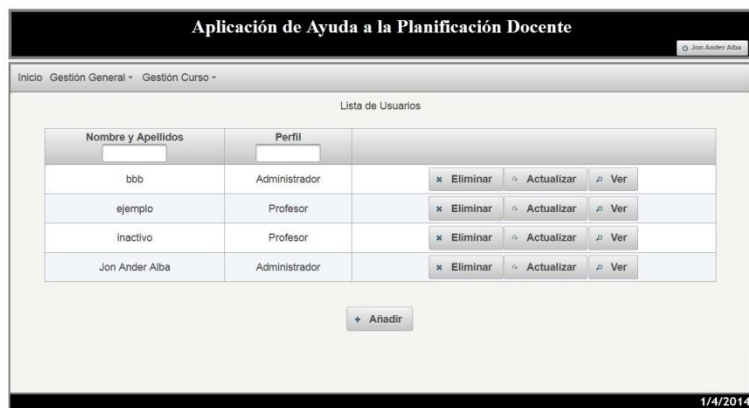 Aplicación de Ayuda a la Planificación Docente
Jon Ander Alba
Inicio Gestión General Gestión Curso
Lista de Usuarios
Nombre y Apellidos Perfil
bbb Administrador Eliminar Actualizar Ver
ejemplo Profesor Eliminar Actualizar Ver
inactivo Profesor Eliminar Actualizar Ver
Jon Ander Alba Administrador Eliminar Actualizar Ver
+ Añadir
1/4/2014